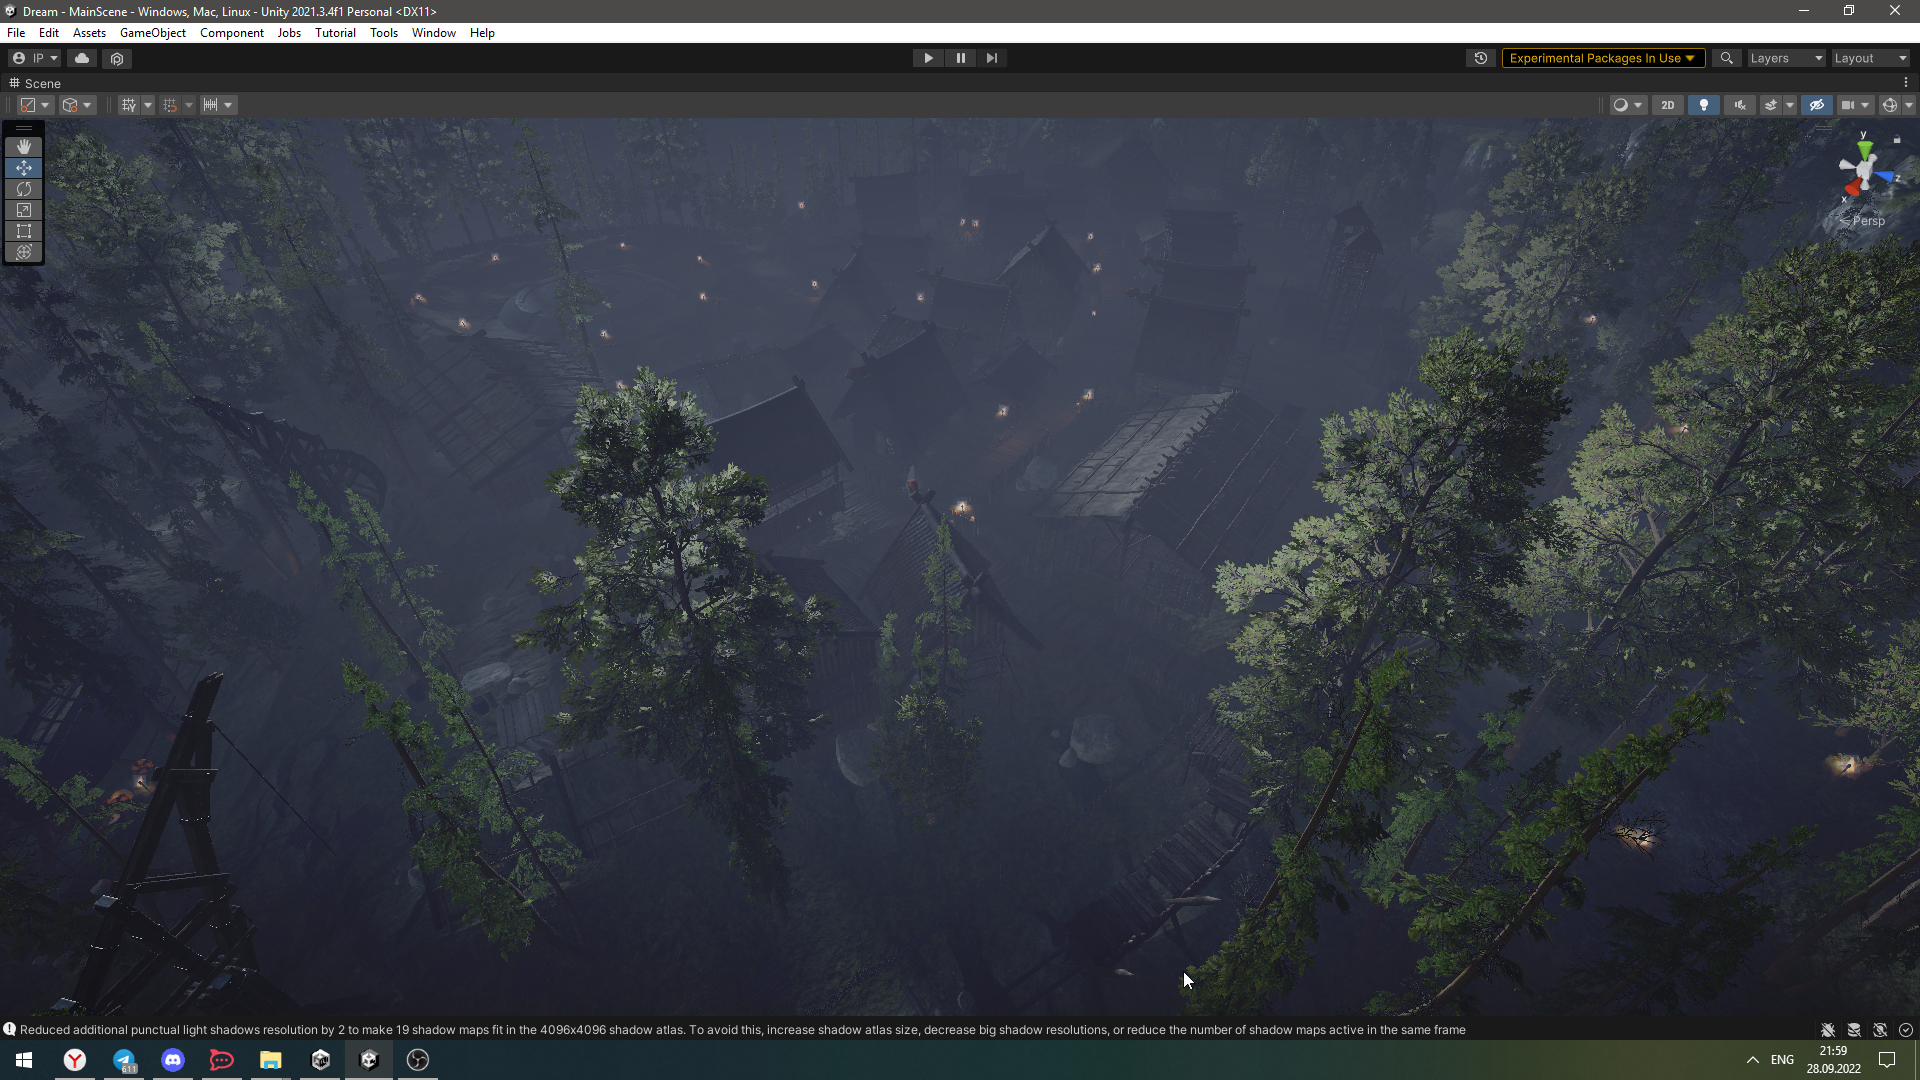 Dream - MainScene - Windows, Mac, Linux - Unity 2021.3.4f1 Personal <DX11>
File Edit Assets GameObject Component Jobs Tutorial Tools Window Help
IP
Experimental Packages In Use
Layers
Layout
Scene
2D
y
z
x
Persp
Reduced additional punctual light shadows resolution by 2 to make 19 shadow maps fit in the 4096x4096 shadow atlas. To avoid this, increase shadow atlas size, decrease big shadow resolutions, or reduce the number of shadow maps active in the same frame
611
ENG
21:59
28.09.2022